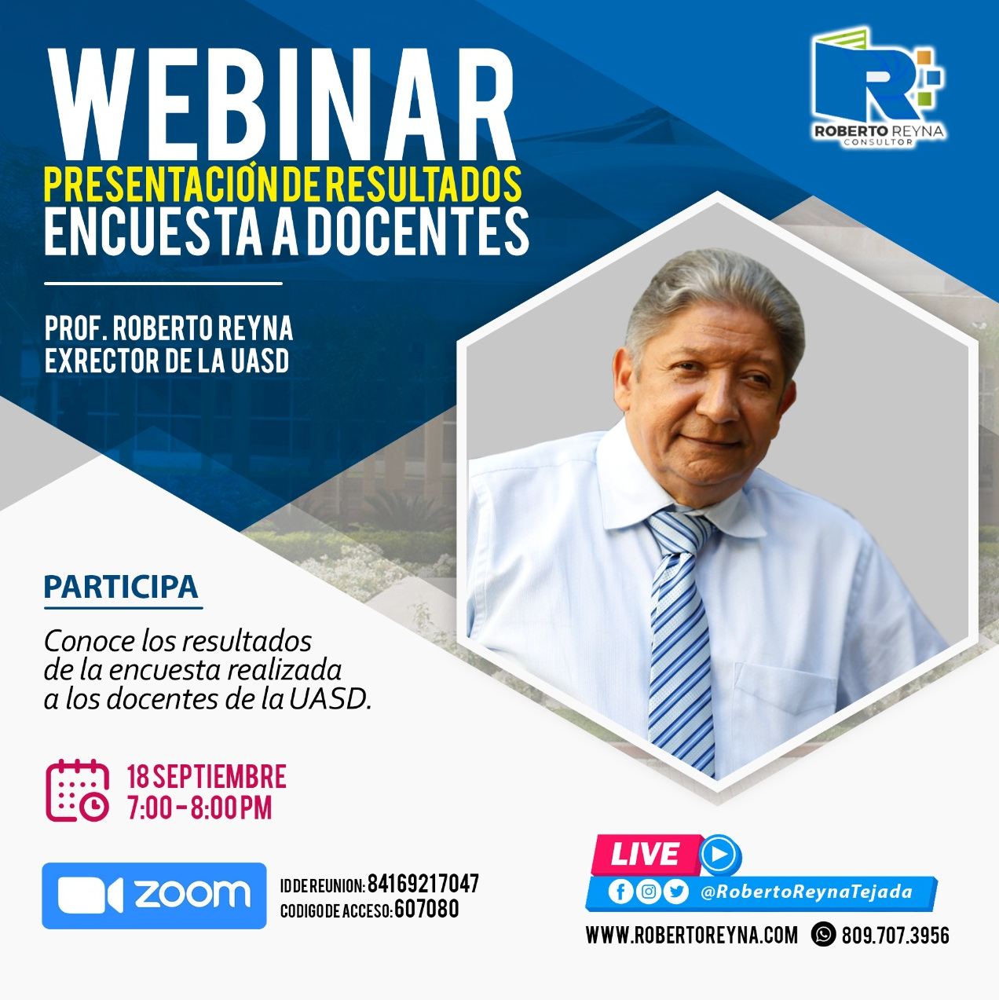 WEBINAR
PRESENTACIÓN DE RESULTADOS
ENCUESTA A DOCENTES
PROF. ROBERTO REYNA
EXRECTOR DE LA UASD
R
ROBERTO REYNA
CONSULTOR
PARTICIPA
Conoce los resultados
de la encuesta realizada
a los docentes de la UASD.
18 SEPTIEMBRE
7:00 - 8:00 PM
zoom
ID DE REUNION: 84169217047
CODIGO DE ACCESO: 607080
LIVE
@RobertoReynaTejada
WWW.ROBERTOREYNA.COM 809.707.3956